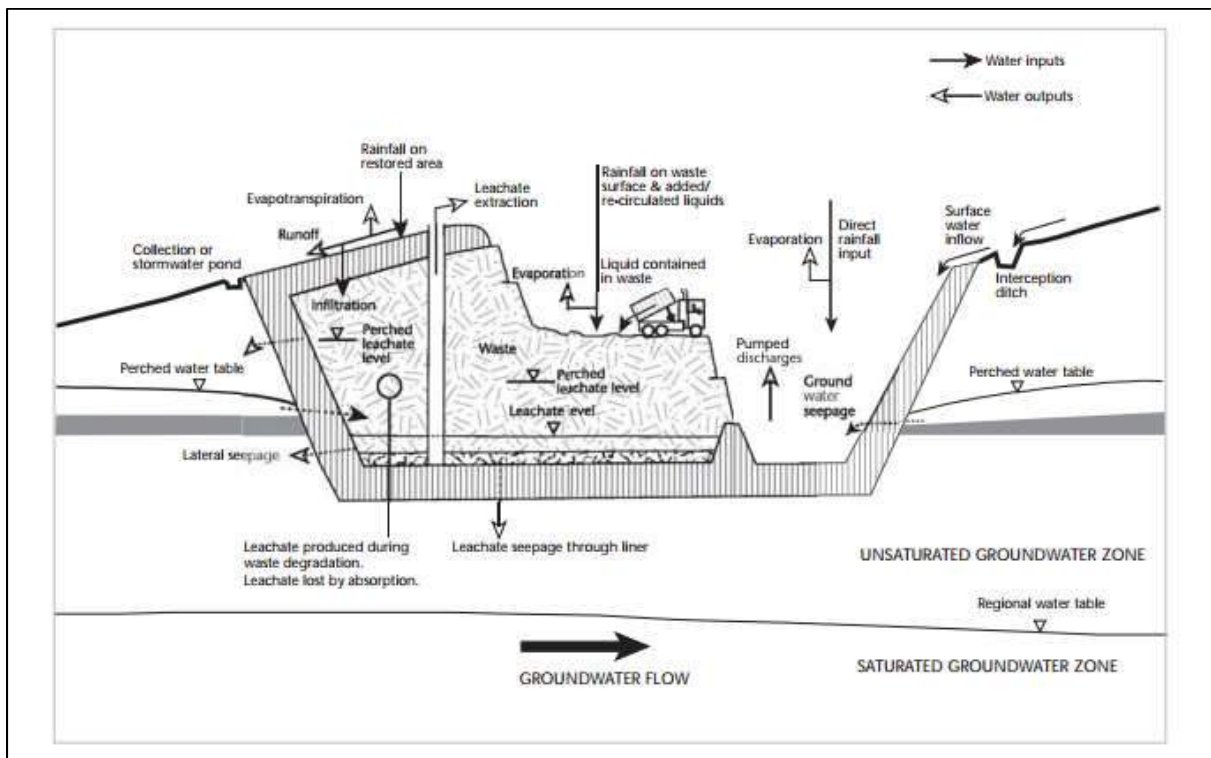 Water inputs
Water outputs
Rainfall on
restored area
Leachate
extraction
Rainfall on waste
surface & added/
re-circulated liquids
Evapotranspiration
Runoff
Collection or
stormwater pond
Evaporation
Direct
rainfall
input
Surface
water
inflow
Interception
ditch
Evaporation
Liquid contained
in waste
Infiltration
Perched
leachate
level
Waste
Pumped
discharges
Perched water table
Perched
leachate level
Ground
water
seepage
Perched water table
Leachate level
Lateral seepage
Leachate produced during
waste degradation.
Leachate lost by absorption.
Leachate seepage through liner
UNSATURATED GROUNDWATER ZONE
Regional water table
GROUNDWATER FLOW
SATURATED GROUNDWATER ZONE